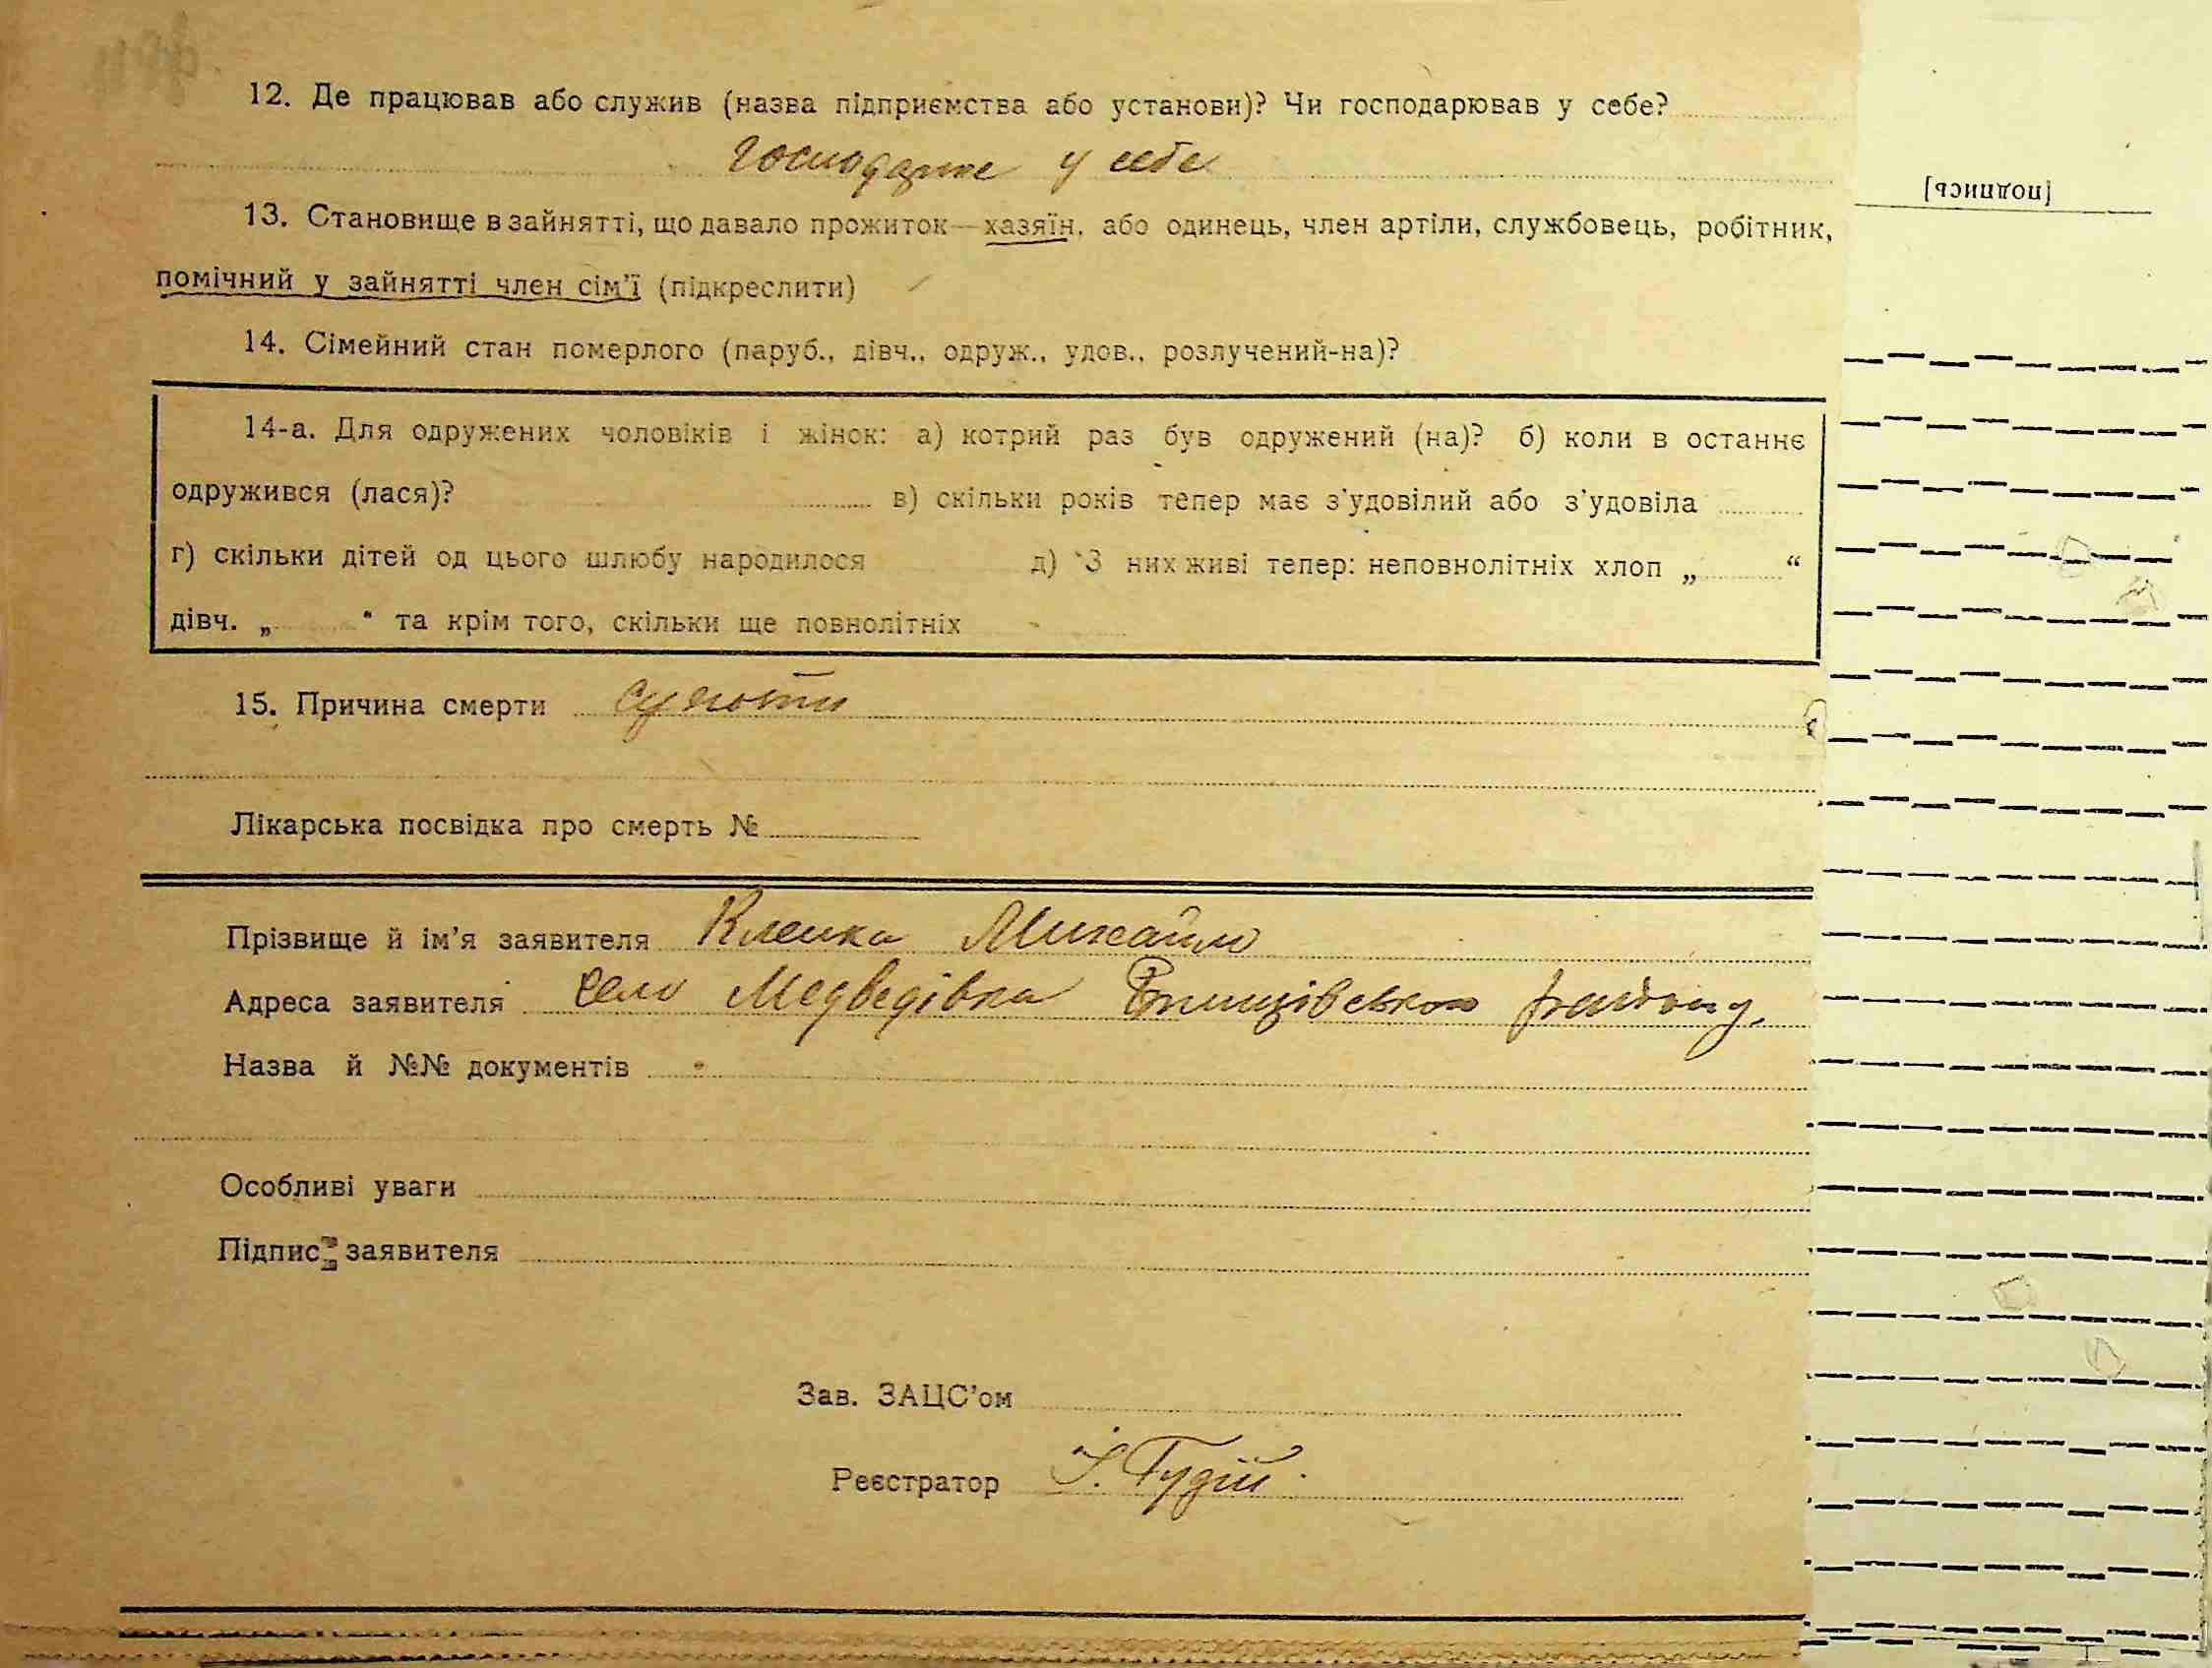 12. Де працював або служив (назва підприємства або установи)? Чи господарював у себе?
Господарює у себе
[подпись]
13. Становище в зайнятті, що давало прожиток—хазяїн, або одинець, член артіли, службовець, робітник,
помічний у зайнятті член сім'ї (підкреслити)
14. Сімейний стан померлого (паруб., дівч., одруж., удов., розлучений-на)?
14-а. Для одружених чоловіків і жінок: а) котрий раз був одружений (на)? б) коли в останнє
одружився (лася)? в) скільки років тепер має з'удовілий або з'удовіла
г) скільки дітей од цього шлюбу народилося д) З них живі тепер: неповнолітніх хлоп „ “
дівч. „ “ та крім того, скільки ще повнолітніх
15. Причина смерти сухоти
Лікарська посвідка про смерть №
Прізвище й ім'я заявителя Михайло
Адреса заявителя село Медведівка
Назва й №№ документів
Особливі уваги
Підпис заявителя
Зав. ЗАЦС'ом
Реєстратор І. Гудій